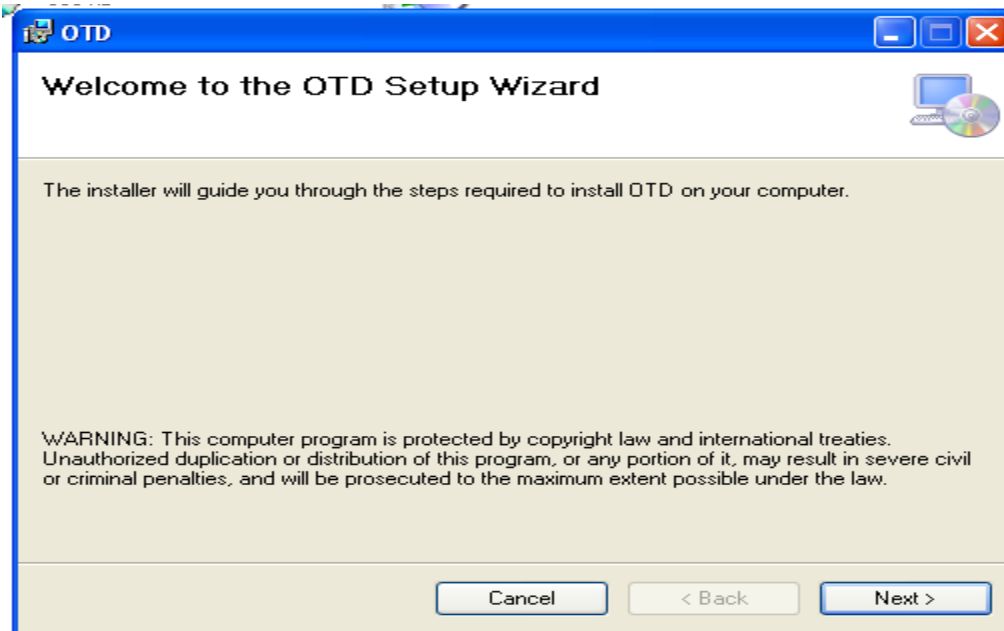 OTD
Welcome to the OTD Setup Wizard
The installer will guide you through the steps required to install OTD on your computer.
WARNING: This computer program is protected by copyright law and international treaties.
Unauthorized duplication or distribution of this program, or any portion of it, may result in severe civil
or criminal penalties, and will be prosecuted to the maximum extent possible under the law.
Cancel
< Back
Next >